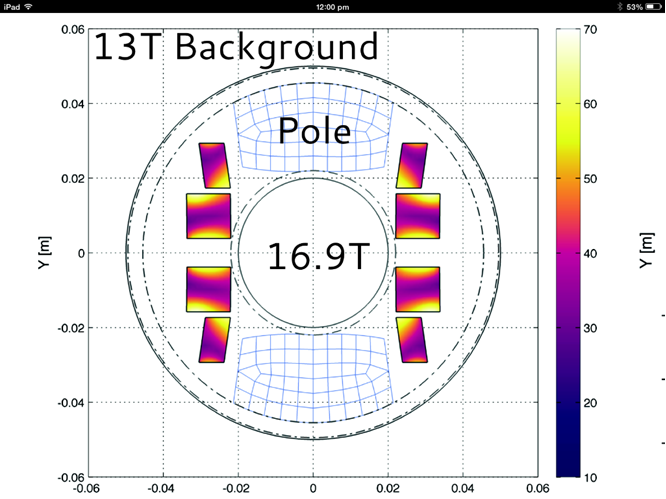 iPad 12:00 pm 53%
0.06
13T Background
70
0.04
60
Pole
0.02
50
Y [m]
0
16.9T
40
Y [m]
-0.02
30
-0.04
20
-0.06
10
-0.06 -0.04 -0.02 0 0.02 0.04 0.06